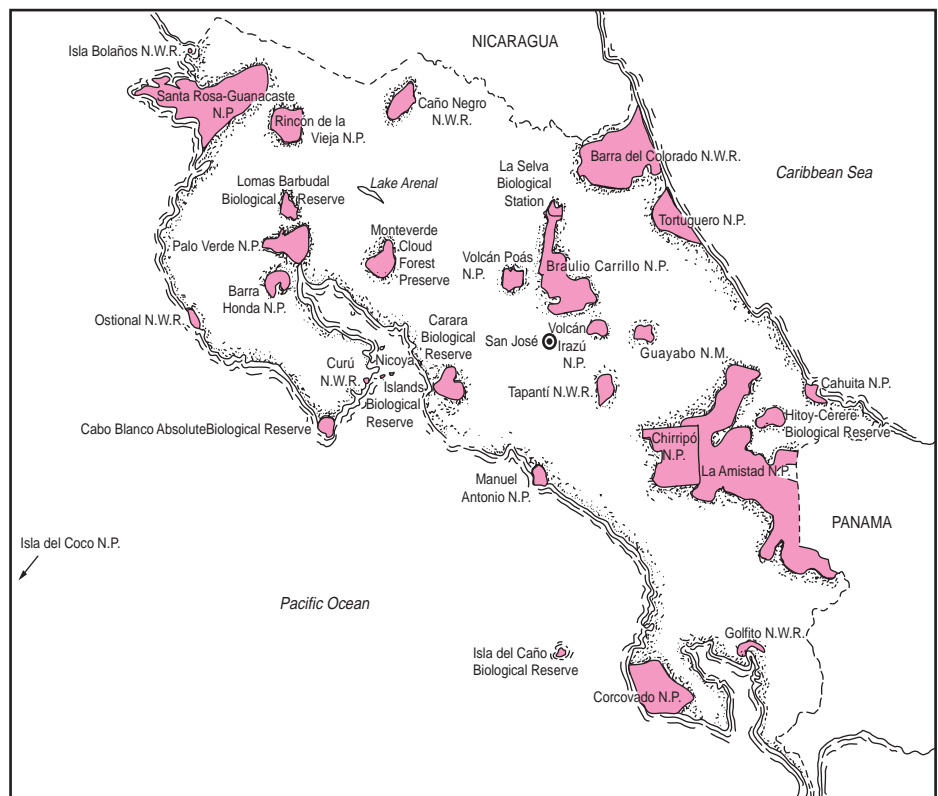 NICARAGUA
Isla Bolaños N.W.R.
Santa Rosa-Guanacaste
N.P.
Rincón de la
Vieja N.P.
Caño Negro
N.W.R.
Barra del Colorado N.W.R.
Caribbean Sea
La Selva
Biological
Station
Lomas Barbudal
Biological Reserve
Lake Arenal
Tortuguero N.P.
Palo Verde N.P.
Monteverde
Cloud
Forest
Preserve
Volcán Poás
N.P.
Braulio Carrillo N.P.
Barra
Honda N.P.
Ostional N.W.R.
Carara
Biological
Reserve
San José
Volcán
Irazú
N.P.
Guayabo N.M.
Curú
N.W.R.
Nicoya
Islands
Biological
Reserve
Tapantí N.W.R.
Cahuita N.P.
Hitoy-Cerere
Biological Reserve
Cabo Blanco AbsoluteBiological Reserve
Chirripó
N.P.
La Amistad N.P.
Manuel
Antonio N.P.
PANAMA
Isla del Coco N.P.
Pacific Ocean
Golfito N.W.R.
Isla del Caño
Biological Reserve
Corcovado N.P.